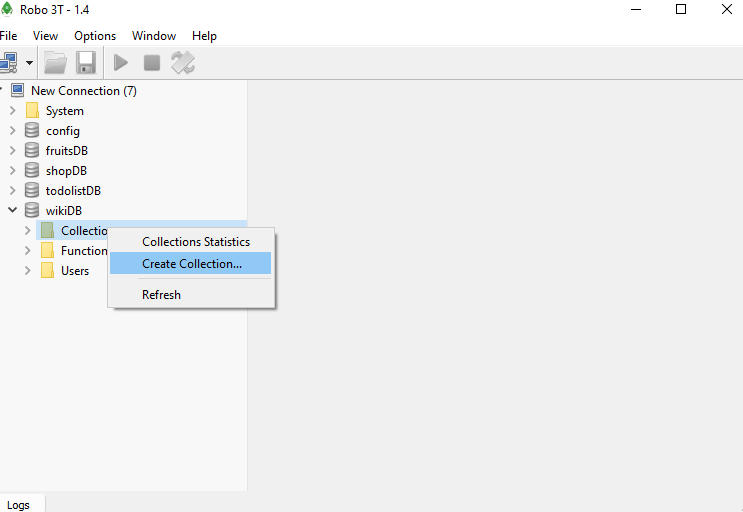 Robo 3T - 1.4
File View Options Window Help
New Connection (7)
System
config
fruitsDB
shopDB
todolistDB
wikiDB
Collectio
Collections Statistics
Function
Create Collection...
Users
Refresh
Logs